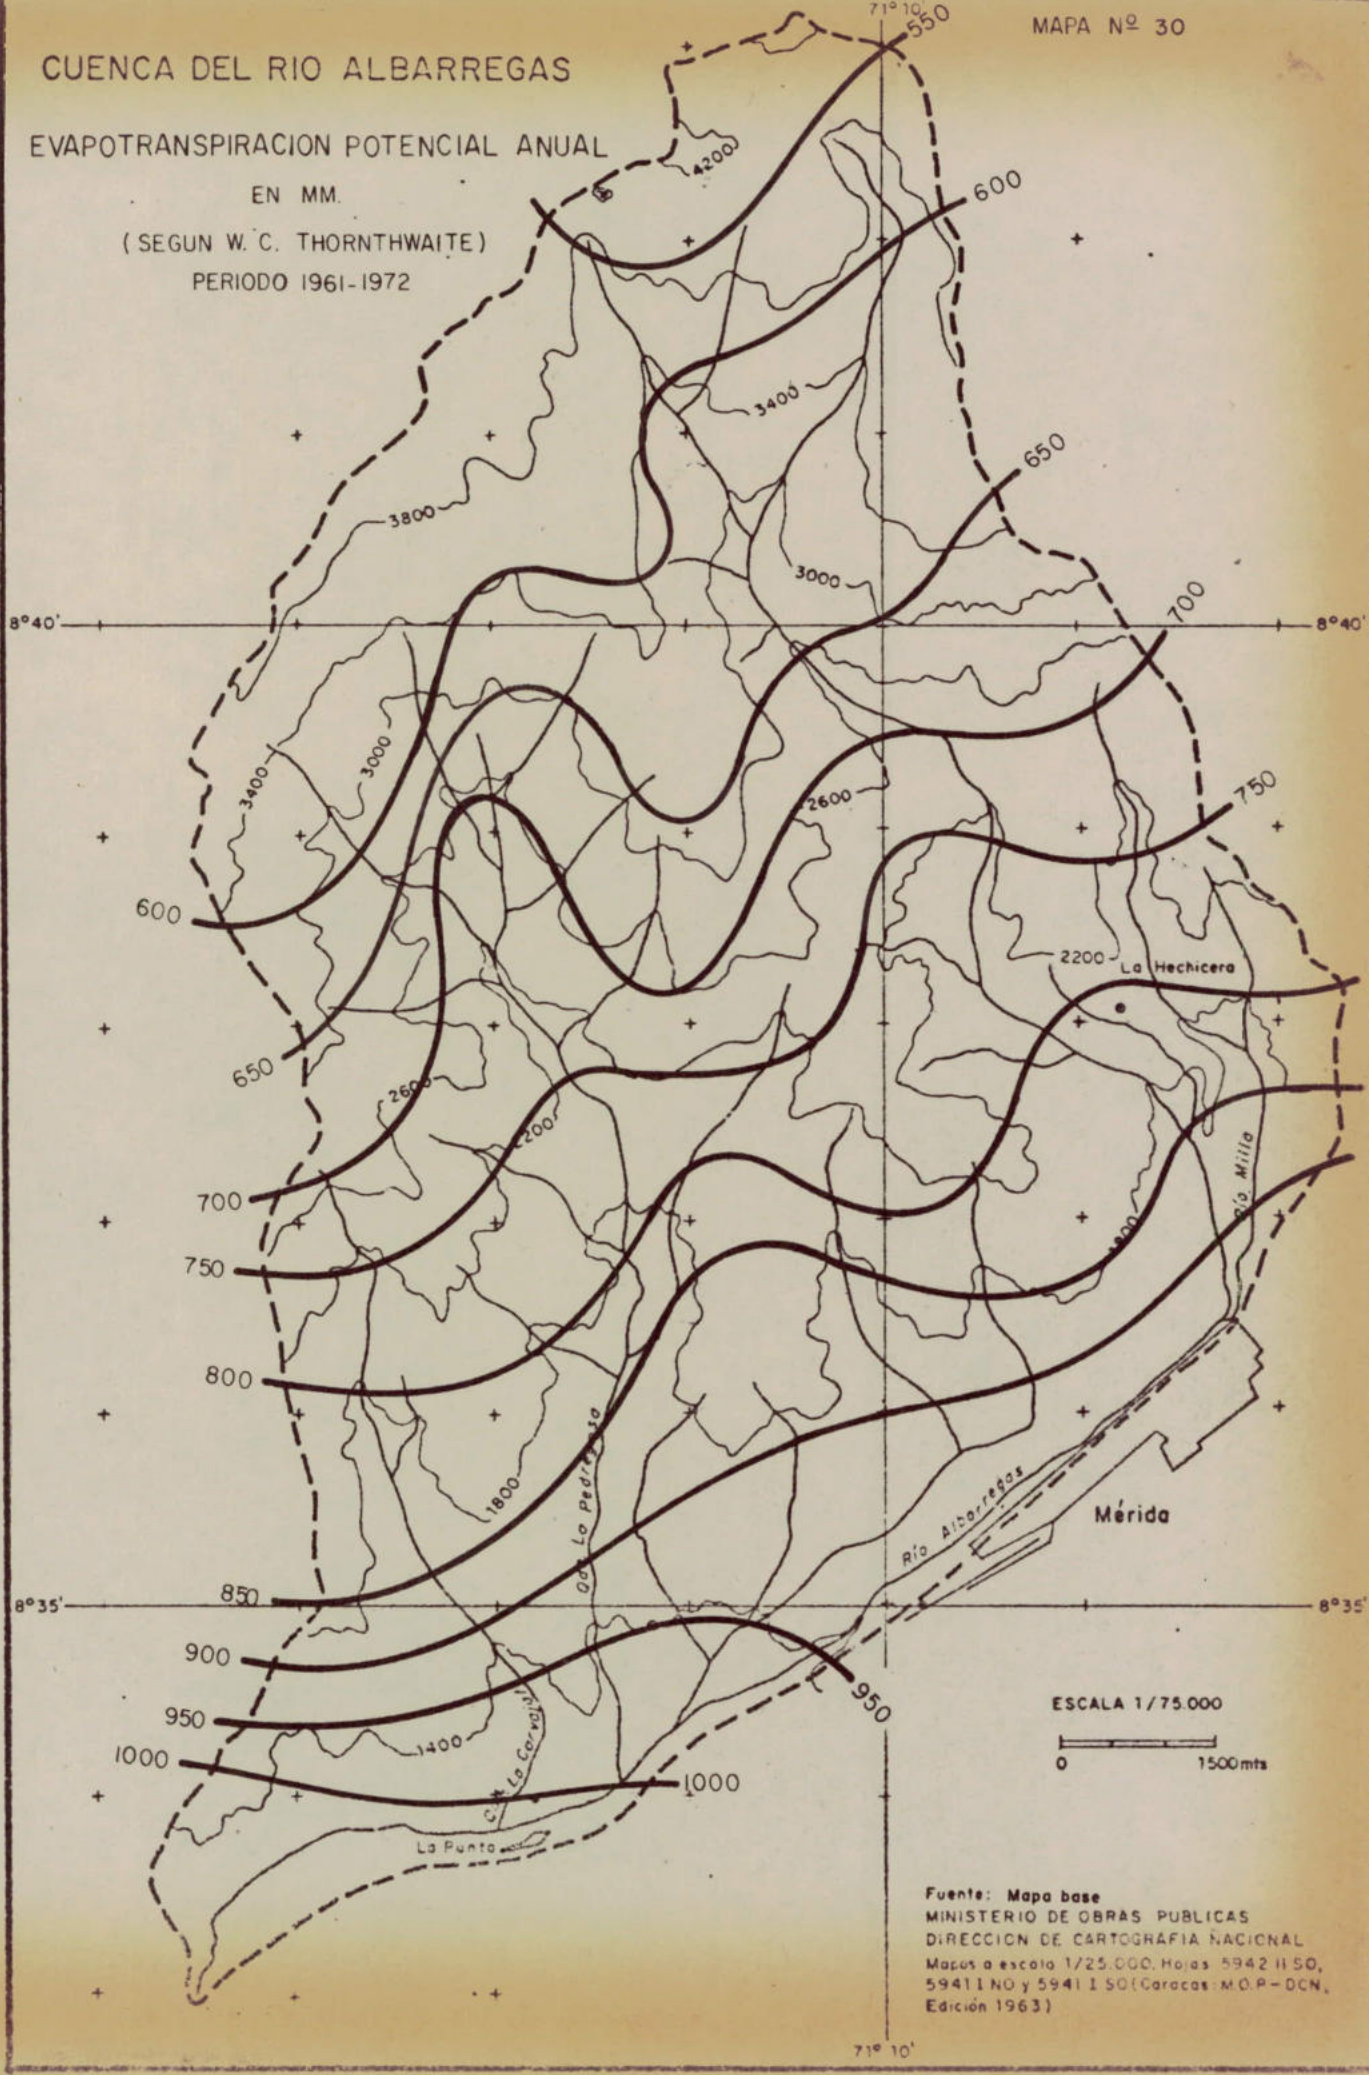 71° 10'
MAPA Nº 30
CUENCA DEL RIO ALBARREGAS
EVAPOTRANSPIRACION POTENCIAL ANUAL
EN MM.
(SEGUN W. C. THORNTHWAITE)
PERIODO 1961-1972
550
4200
600
3400
650
3800
3000
8°40'
8°40'
700
3000
3400
2600
750
600
2200
La Hechicera
650
2600
2200
Río Milla
700
1800
750
800
Qda. La Pedregosa
1800
Río Albarregas
Mérida
850
8°35'
8°35'
900
950
950
ESCALA 1/75.000
0 1500mts
1400
1000
1000
La Punta
Fuente: Mapa base
MINISTERIO DE OBRAS PUBLICAS
DIRECCION DE CARTOGRAFIA NACIONAL
Mapas a escala 1/25.000. Hojas 5942 II SO,
5941 I NO y 5941 I SO (Caracas: M.O.P-DCN,
Edición 1963)
71° 10'